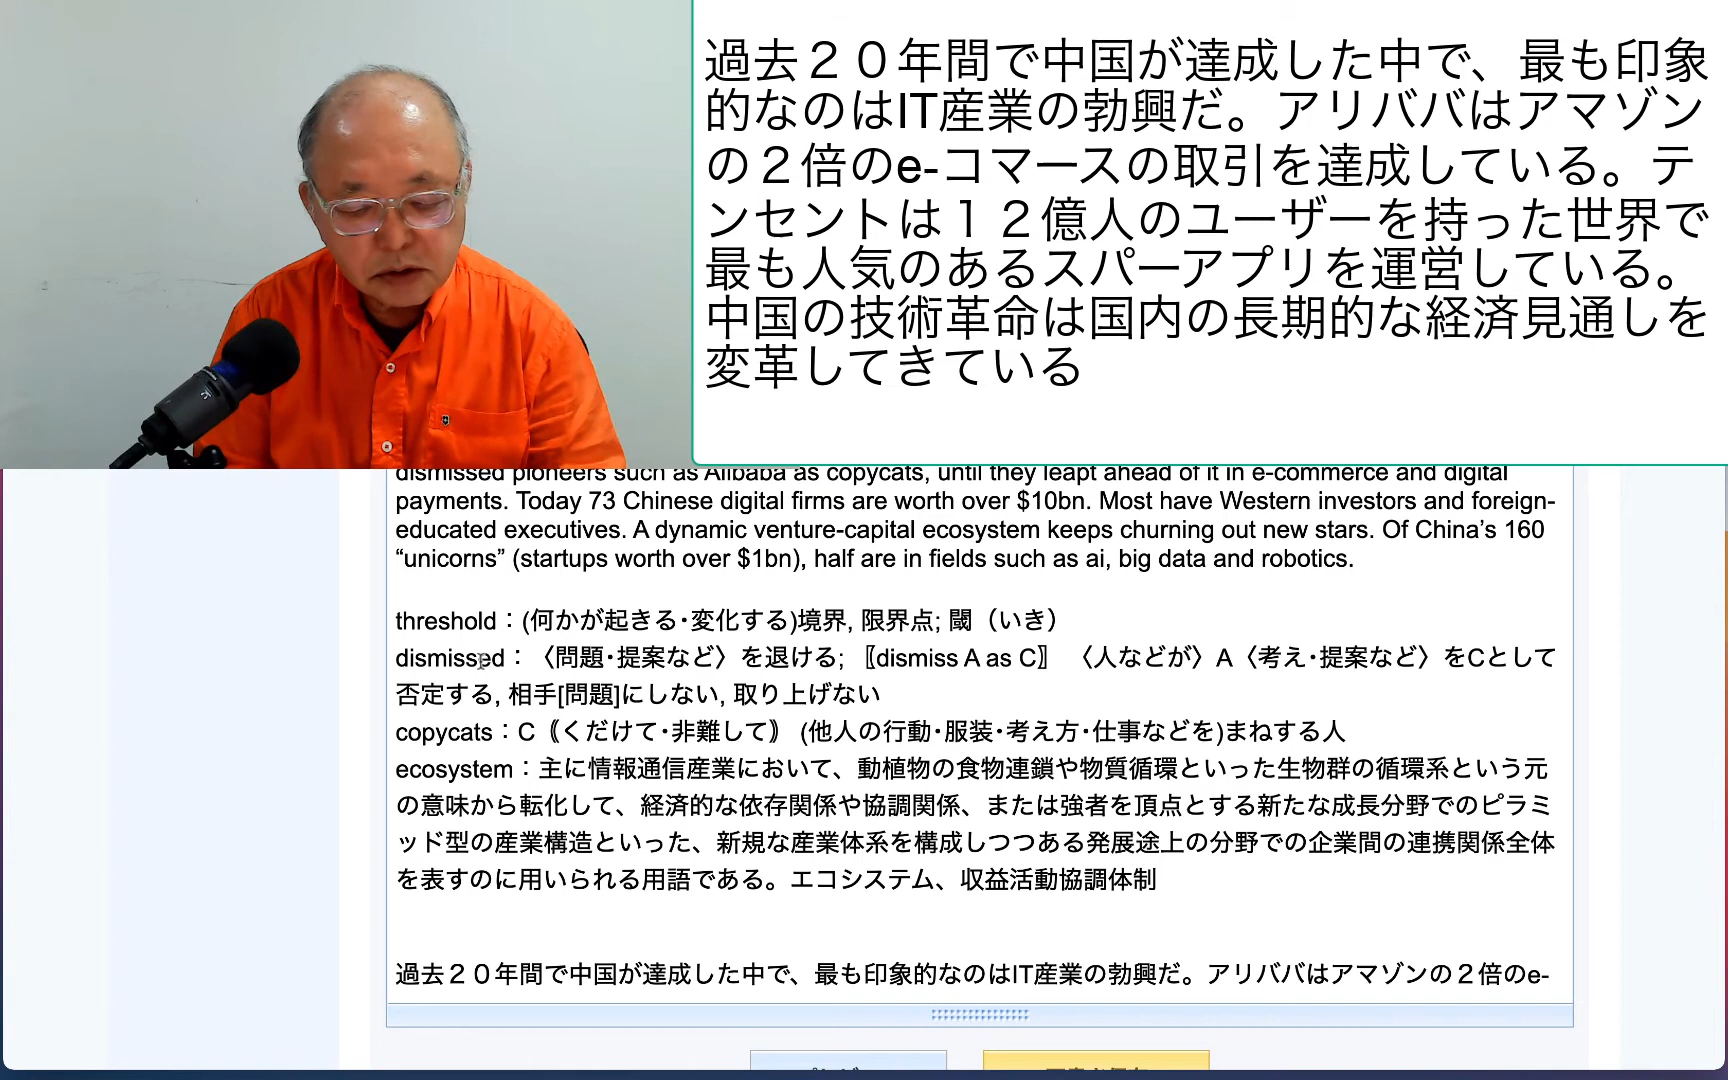 過去２０年間で中国が達成した中で、最も印象
的なのはIT産業の勃興だ。アリババはアマゾン
の２倍のe-コマースの取引を達成している。テ
ンセントは１２億人のユーザーを持った世界で
最も人気のあるスパーアプリを運営している。
中国の技術革命は国内の長期的な経済見通しを
変革してきている
dismissed pioneers such as Alibaba as copycats, until they leapt ahead of it in e-commerce and digital
payments. Today 73 Chinese digital firms are worth over $10bn. Most have Western investors and foreign-
educated executives. A dynamic venture-capital ecosystem keeps churning out new stars. Of China’s 160
“unicorns” (startups worth over $1bn), half are in fields such as ai, big data and robotics.
threshold：(何かが起きる･変化する)境界, 限界点; 閾（いき）
dismissed：〈問題･提案など〉を退ける;〖dismiss A as C〗〈人などが〉A〈考え･提案など〉をCとして
否定する, 相手[問題]にしない, 取り上げない
copycats：C〘くだけて･非難して〙(他人の行動･服装･考え方･仕事などを)まねする人
ecosystem：主に情報通信産業において、動植物の食物連鎖や物質循環といった生物群の循環系という元
の意味から転化して、経済的な依存関係や協調関係、または強者を頂点とする新たな成長分野でのピラミ
ッド型の産業構造といった、新規な産業体系を構成しつつある発展途上の分野での企業間の連携関係全体
を表すのに用いられる用語である。エコシステム、収益活動協調体制
過去２０年間で中国が達成した中で、最も印象的なのはIT産業の勃興だ。アリババはアマゾンの２倍のe-